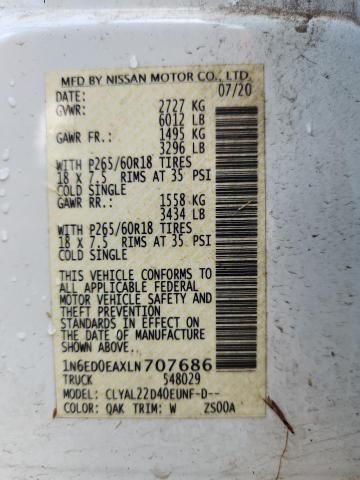 MFD BY NISSAN MOTOR CO., LTD.
DATE: 07/20
GVWR: 2727 KG
6012 LB
GAWR FR.: 1495 KG
3296 LB
WITH P265/60R18 TIRES
18 X 7.5 RIMS AT 35 PSI
COLD SINGLE
GAWR RR.: 1558 KG
3434 LB
WITH P265/60R18 TIRES
18 X 7.5 RIMS AT 35 PSI
COLD SINGLE
THIS VEHICLE CONFORMS TO
ALL APPLICABLE FEDERAL
MOTOR VEHICLE SAFETY AND
THEFT PREVENTION
STANDARDS IN EFFECT ON
THE DATE OF MANUFACTURE
SHOWN ABOVE.
1N6ED0EAXLN707686
TRUCK 548029
MODEL: CLYAL22D40EUNF-D--
COLOR: QAK TRIM: W ZS00A